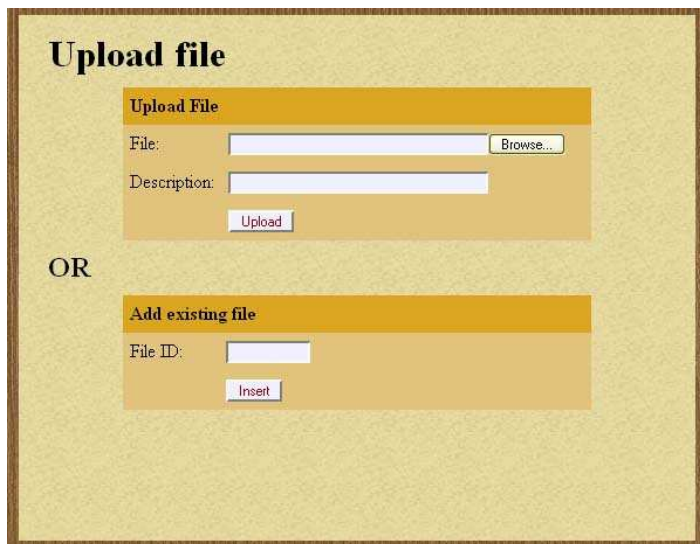 Upload file
Upload File
File: Browse...
Description:
Upload
OR
Add existing file
File ID:
Insert